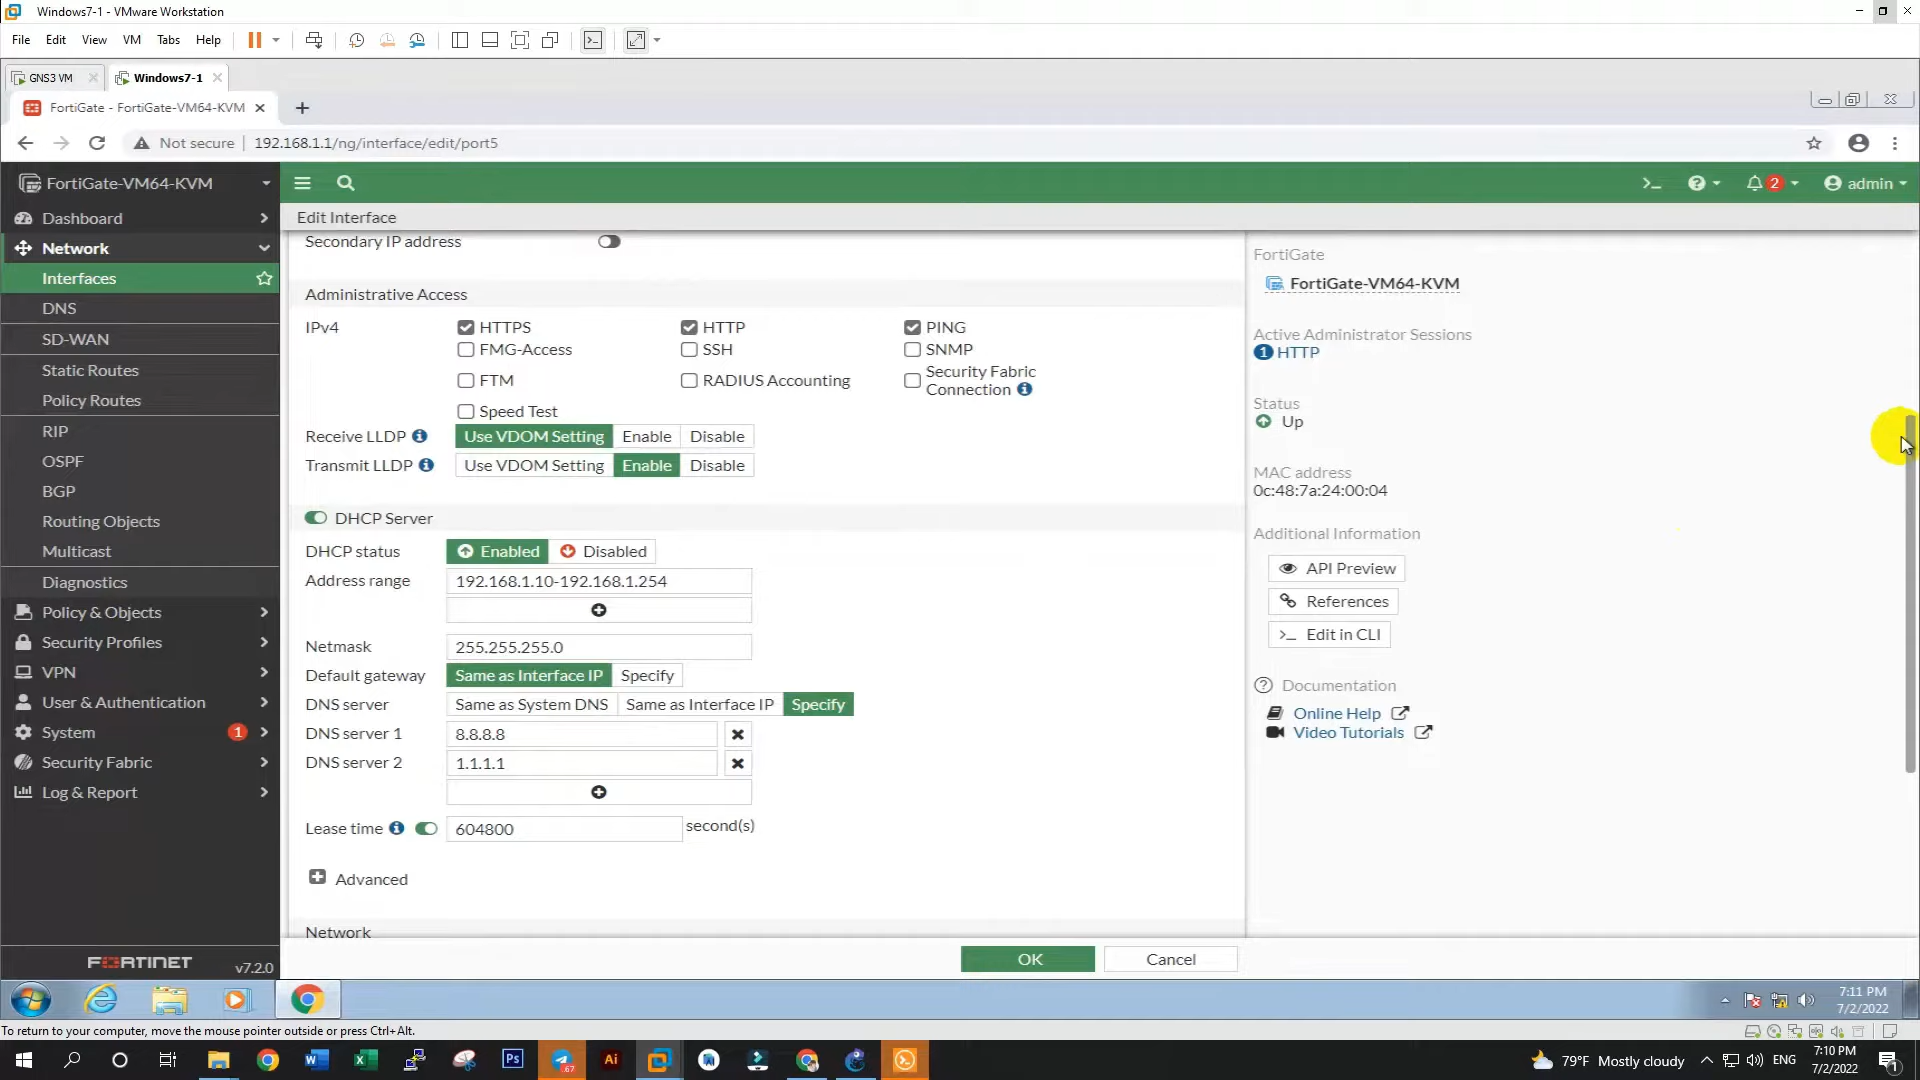 Windows7-1 - VMware Workstation
File Edit View VM Tabs Help
GNS3 VM Windows7-1
FortiGate - FortiGate-VM64-KVM
Not secure 192.168.1.1/ng/interface/edit/port5
FortiGate-VM64-KVM
2 admin
Dashboard
Network
Interfaces
DNS
SD-WAN
Static Routes
Policy Routes
RIP
OSPF
BGP
Routing Objects
Multicast
Diagnostics
Policy & Objects
Security Profiles
VPN
User & Authentication
System 1
Security Fabric
Log & Report
FORTINET v7.2.0
Edit Interface
Secondary IP address
Administrative Access
IPv4 HTTPS HTTP PING
FMG-Access SSH SNMP
FTM RADIUS Accounting Security Fabric
Connection
Speed Test
Receive LLDP Use VDOM Setting Enable Disable
Transmit LLDP Use VDOM Setting Enable Disable
DHCP Server
DHCP status Enabled Disabled
Address range 192.168.1.10-192.168.1.254
Netmask 255.255.255.0
Default gateway Same as Interface IP Specify
DNS server Same as System DNS Same as Interface IP Specify
DNS server 1 8.8.8.8
DNS server 2 1.1.1.1
Lease time 604800 second(s)
Advanced
Network
OK Cancel
FortiGate
FortiGate-VM64-KVM
Active Administrator Sessions
1 HTTP
Status
Up
MAC address
0c:48:7a:24:00:04
Additional Information
API Preview
References
>_ Edit in CLI
Documentation
Online Help
Video Tutorials
7:11 PM
7/2/2022
To return to your computer, move the mouse pointer outside or press Ctrl+Alt.
Ps 67 Ai 79°F Mostly cloudy ENG 7:10 PM
7/2/2022 1